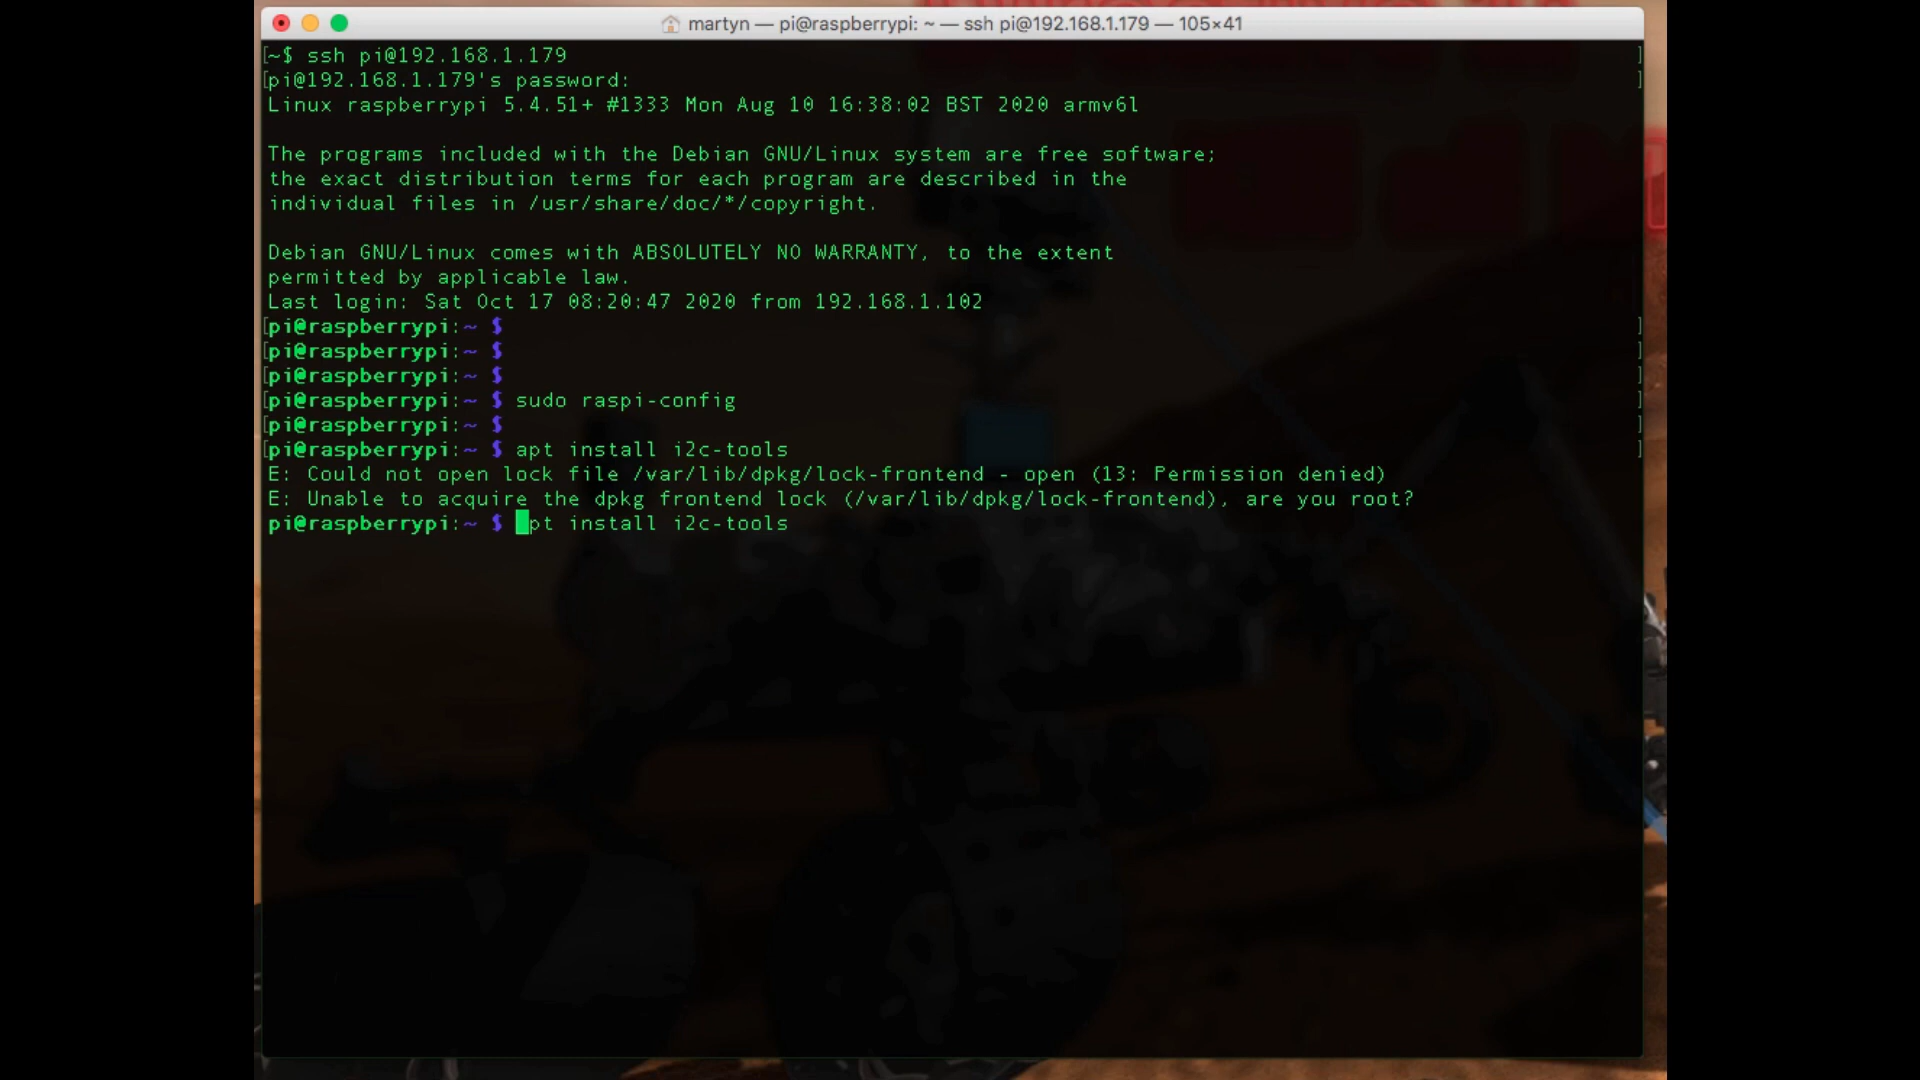 martyn — pi@raspberrypi: ~ — ssh pi@192.168.1.179 — 105×41
[~$ ssh pi@192.168.1.179 ]
[pi@192.168.1.179's password: ]
Linux raspberrypi 5.4.51+ #1333 Mon Aug 10 16:38:02 BST 2020 armv6l
The programs included with the Debian GNU/Linux system are free software;
the exact distribution terms for each program are described in the
individual files in /usr/share/doc/*/copyright.
Debian GNU/Linux comes with ABSOLUTELY NO WARRANTY, to the extent
permitted by applicable law.
Last login: Sat Oct 17 08:20:47 2020 from 192.168.1.102
[pi@raspberrypi:~ $ ]
[pi@raspberrypi:~ $ ]
[pi@raspberrypi:~ $ ]
[pi@raspberrypi:~ $ sudo raspi-config ]
[pi@raspberrypi:~ $ ]
[pi@raspberrypi:~ $ apt install i2c-tools ]
E: Could not open lock file /var/lib/dpkg/lock-frontend - open (13: Permission denied)
E: Unable to acquire the dpkg frontend lock (/var/lib/dpkg/lock-frontend), are you root?
pi@raspberrypi:~ $ pt install i2c-tools